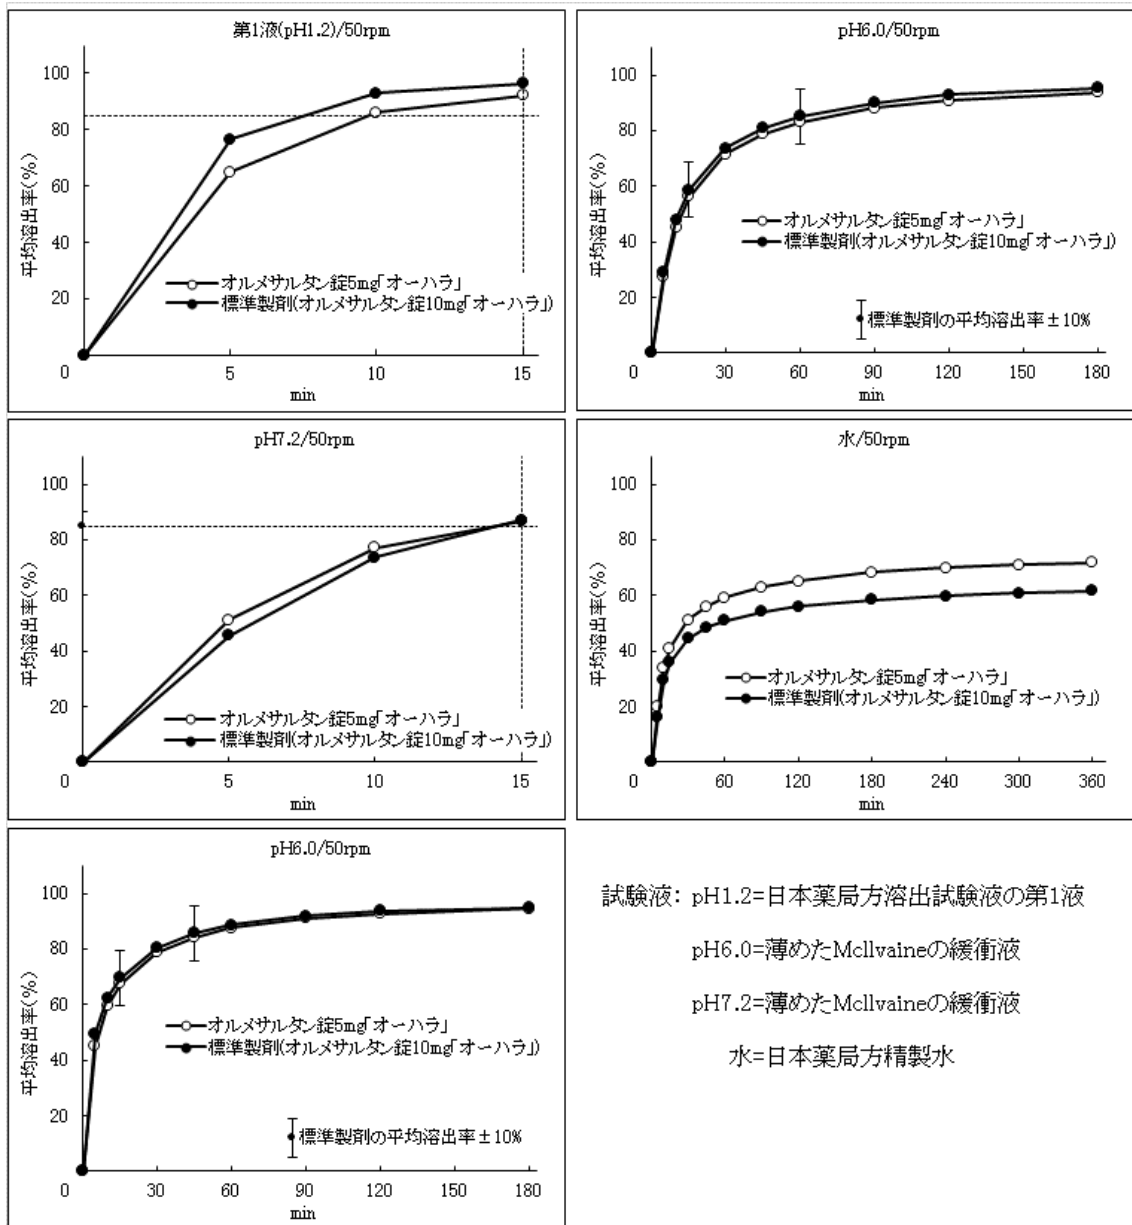 第1液(pH1.2)/50rpm
平均溶出率(%)
100
80
60
40
20
0
5
10
15
min
オルメサルタン錠5mg「オーハラ」
標準製剤(オルメサルタン錠10mg「オーハラ」)
pH6.0/50rpm
平均溶出率(%)
100
80
60
40
20
0
30
60
90
120
150
180
min
オルメサルタン錠5mg「オーハラ」
標準製剤(オルメサルタン錠10mg「オーハラ」)
標準製剤の平均溶出率±10%
pH7.2/50rpm
平均溶出率(%)
100
80
60
40
20
0
5
10
15
min
オルメサルタン錠5mg「オーハラ」
標準製剤(オルメサルタン錠10mg「オーハラ」)
水/50rpm
平均溶出率(%)
100
80
60
40
20
0
60
120
180
240
300
360
min
オルメサルタン錠5mg「オーハラ」
標準製剤(オルメサルタン錠10mg「オーハラ」)
pH6.0/50rpm
平均溶出率(%)
100
80
60
40
20
0
30
60
90
120
150
180
min
オルメサルタン錠5mg「オーハラ」
標準製剤(オルメサルタン錠10mg「オーハラ」)
標準製剤の平均溶出率±10%
試験液: pH1.2=日本薬局方溶出試験液の第1液
pH6.0=薄めたMcIlvaineの緩衝液
pH7.2=薄めたMcIlvaineの緩衝液
水=日本薬局方精製水